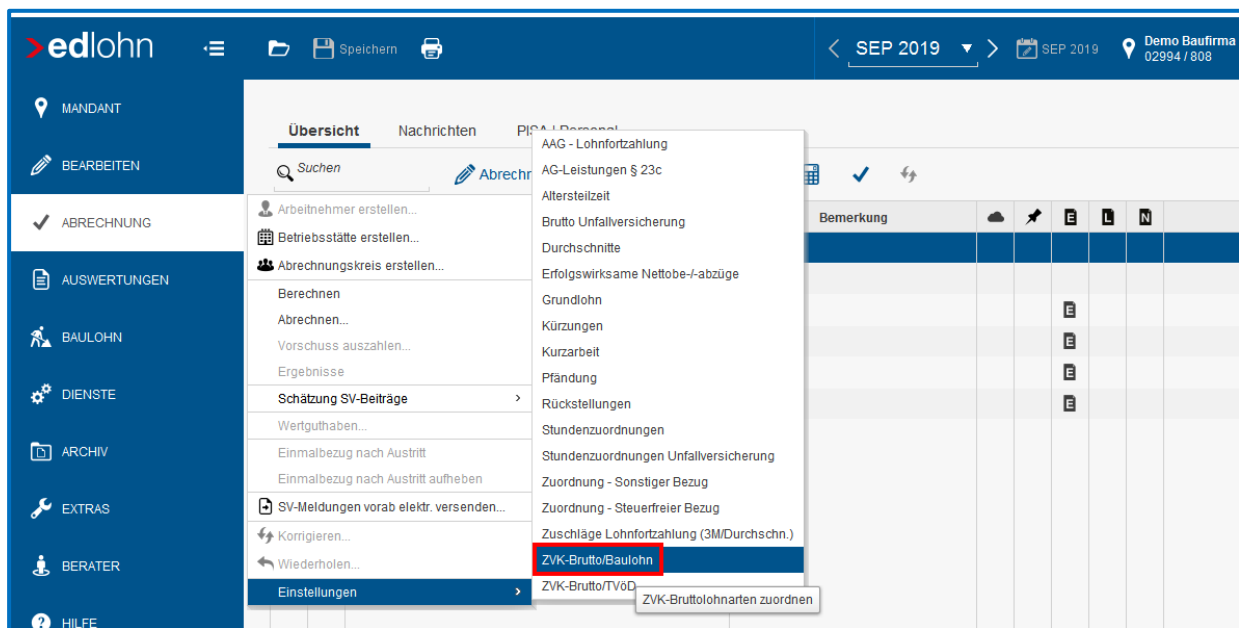 edlohn
Speichern
SEP 2019
SEP 2019
Demo Baufirma
02994 / 808
MANDANT
BEARBEITEN
ABRECHNUNG
AUSWERTUNGEN
BAULOHN
DIENSTE
ARCHIV
EXTRAS
BERATER
HILFE
Übersicht
Nachrichten
PISA | Personal
Suchen
Abrechn
Bemerkung
E
L
N
E
E
E
E
Arbeitnehmer erstellen...
Betriebsstätte erstellen...
Abrechnungskreis erstellen...
Berechnen
Abrechnen...
Vorschuss auszahlen...
Ergebnisse
Schätzung SV-Beiträge
Wertguthaben...
Einmalbezug nach Austritt
Einmalbezug nach Austritt aufheben
SV-Meldungen vorab elektr. versenden...
Korrigieren...
Wiederholen...
Einstellungen
AAG - Lohnfortzahlung
AG-Leistungen § 23c
Altersteilzeit
Brutto Unfallversicherung
Durchschnitte
Erfolgswirksame Nettobe-/-abzüge
Grundlohn
Kürzungen
Kurzarbeit
Pfändung
Rückstellungen
Stundenzuordnungen
Stundenzuordnungen Unfallversicherung
Zuordnung - Sonstiger Bezug
Zuordnung - Steuerfreier Bezug
Zuschläge Lohnfortzahlung (3M/Durchschn.)
ZVK-Brutto/Baulohn
ZVK-Brutto/TVöD
ZVK-Bruttolohnarten zuordnen